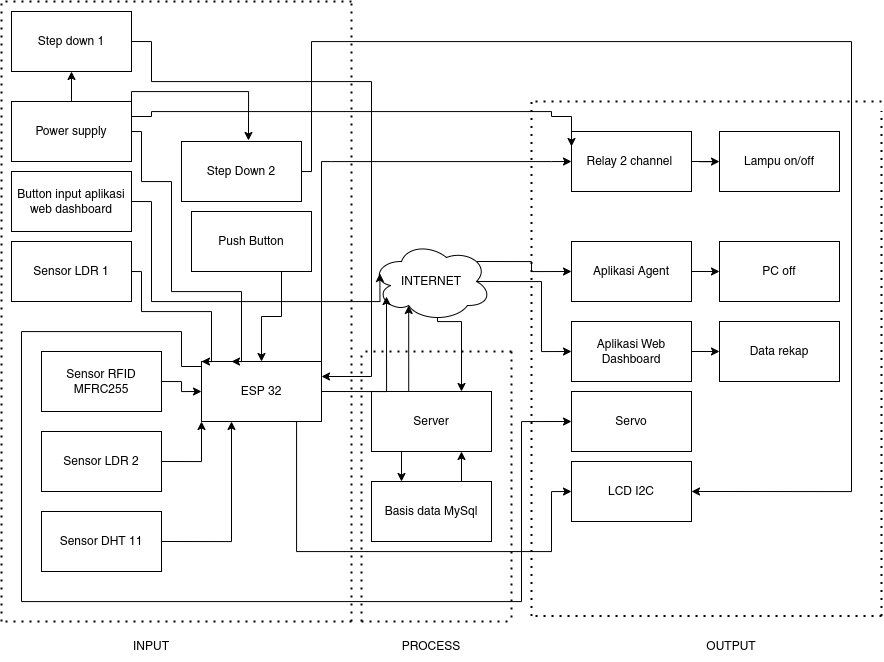 Step down 1
Power supply
Step Down 2
Button input aplikasi
web dashboard
Push Button
Sensor LDR 1
Sensor RFID
MFRC255
ESP 32
Sensor LDR 2
Sensor DHT 11
INPUT
INTERNET
Server
Basis data MySql
PROCESS
Relay 2 channel
Lampu on/off
Aplikasi Agent
PC off
Aplikasi Web
Dashboard
Data rekap
Servo
LCD I2C
OUTPUT